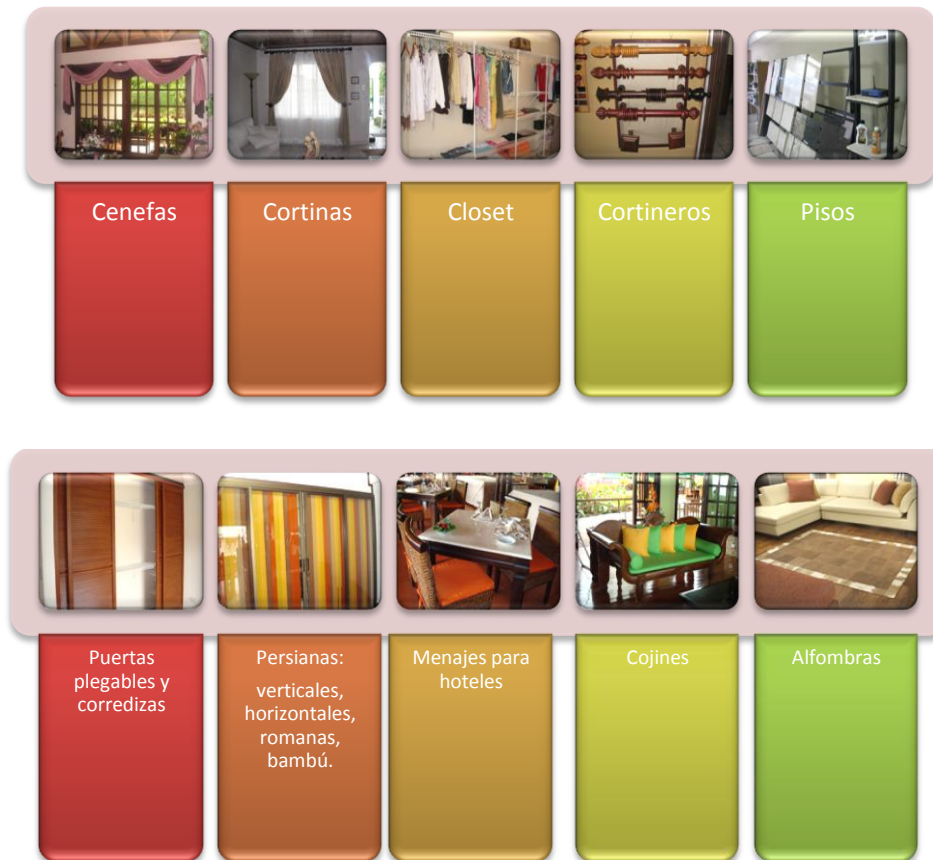 Cenefas
Cortinas
Closet
Cortineros
Pisos
Puertas
plegables y
corredizas
Persianas:
verticales,
horizontales,
romanas,
bambú.
Menajes para
hoteles
Cojines
Alfombras